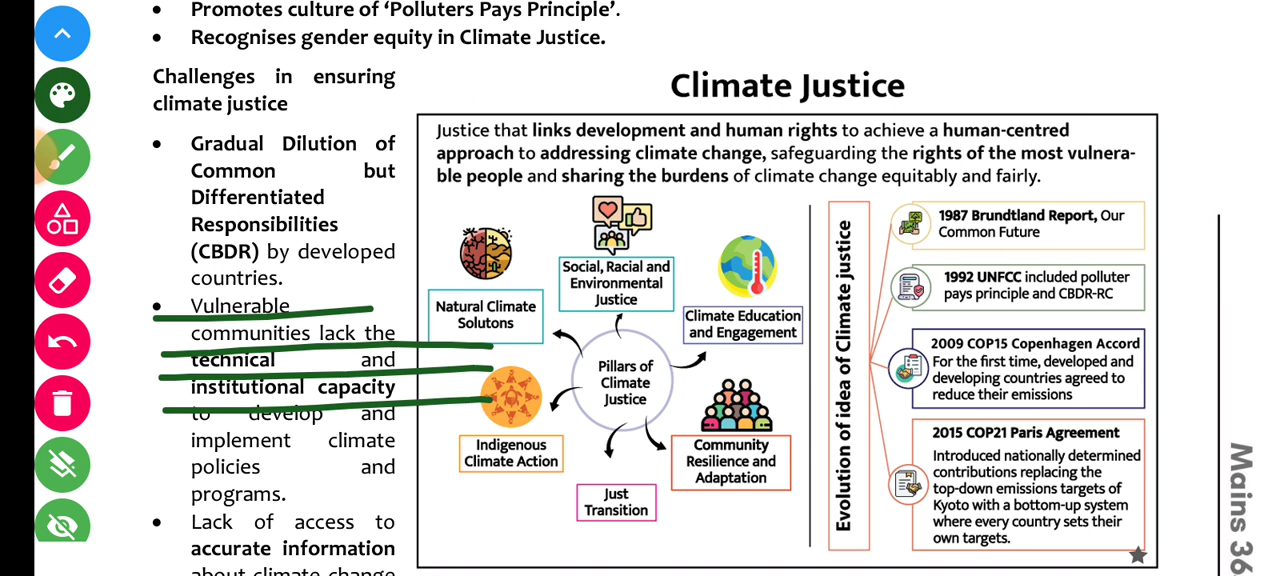 • Promotes culture of ‘Polluters Pays Principle’.
• Recognises gender equity in Climate Justice.
Challenges in ensuring
climate justice
• Gradual Dilution of
Common but
Differentiated
Responsibilities
(CBDR) by developed
countries.
• Vulnerable
communities lack the
technical and
institutional capacity
to develop and
implement climate
policies and
programs.
• Lack of access to
accurate information
about climate change
Climate Justice
Justice that links development and human rights to achieve a human-centred
approach to addressing climate change, safeguarding the rights of the most vulnera-
ble people and sharing the burdens of climate change equitably and fairly.
Natural Climate
Solutons
Social, Racial and
Environmental
Justice
Climate Education
and Engagement
Pillars of
Climate
Justice
Indigenous
Climate Action
Just
Transition
Community
Resilience and
Adaptation
Evolution of idea of Climate justice
1987 Brundtland Report, Our
Common Future
1992 UNFCC included polluter
pays principle and CBDR-RC
2009 COP15 Copenhagen Accord
For the first time, developed and
developing countries agreed to
reduce their emissions
2015 COP21 Paris Agreement
Introduced nationally determined
contributions replacing the
top-down emissions targets of
Kyoto with a bottom-up system
where every country sets their
own targets.
Mains 36